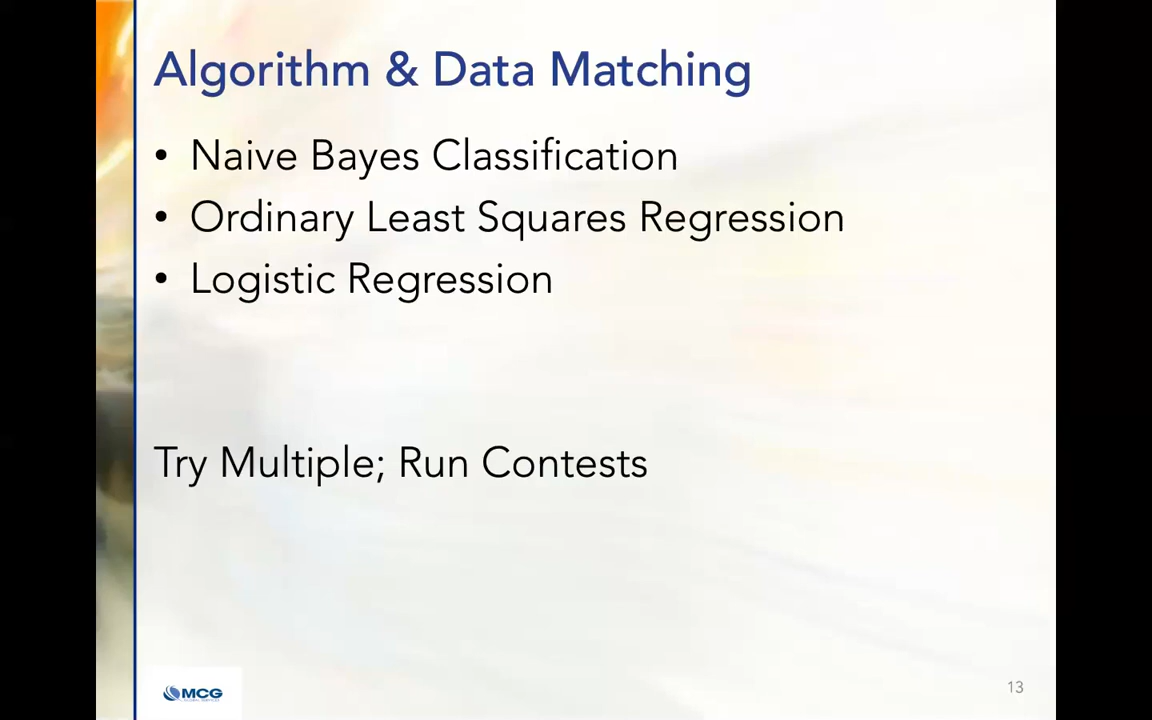 Algorithm & Data Matching
• Naive Bayes Classification
• Ordinary Least Squares Regression
• Logistic Regression
Try Multiple; Run Contests
MCG
13